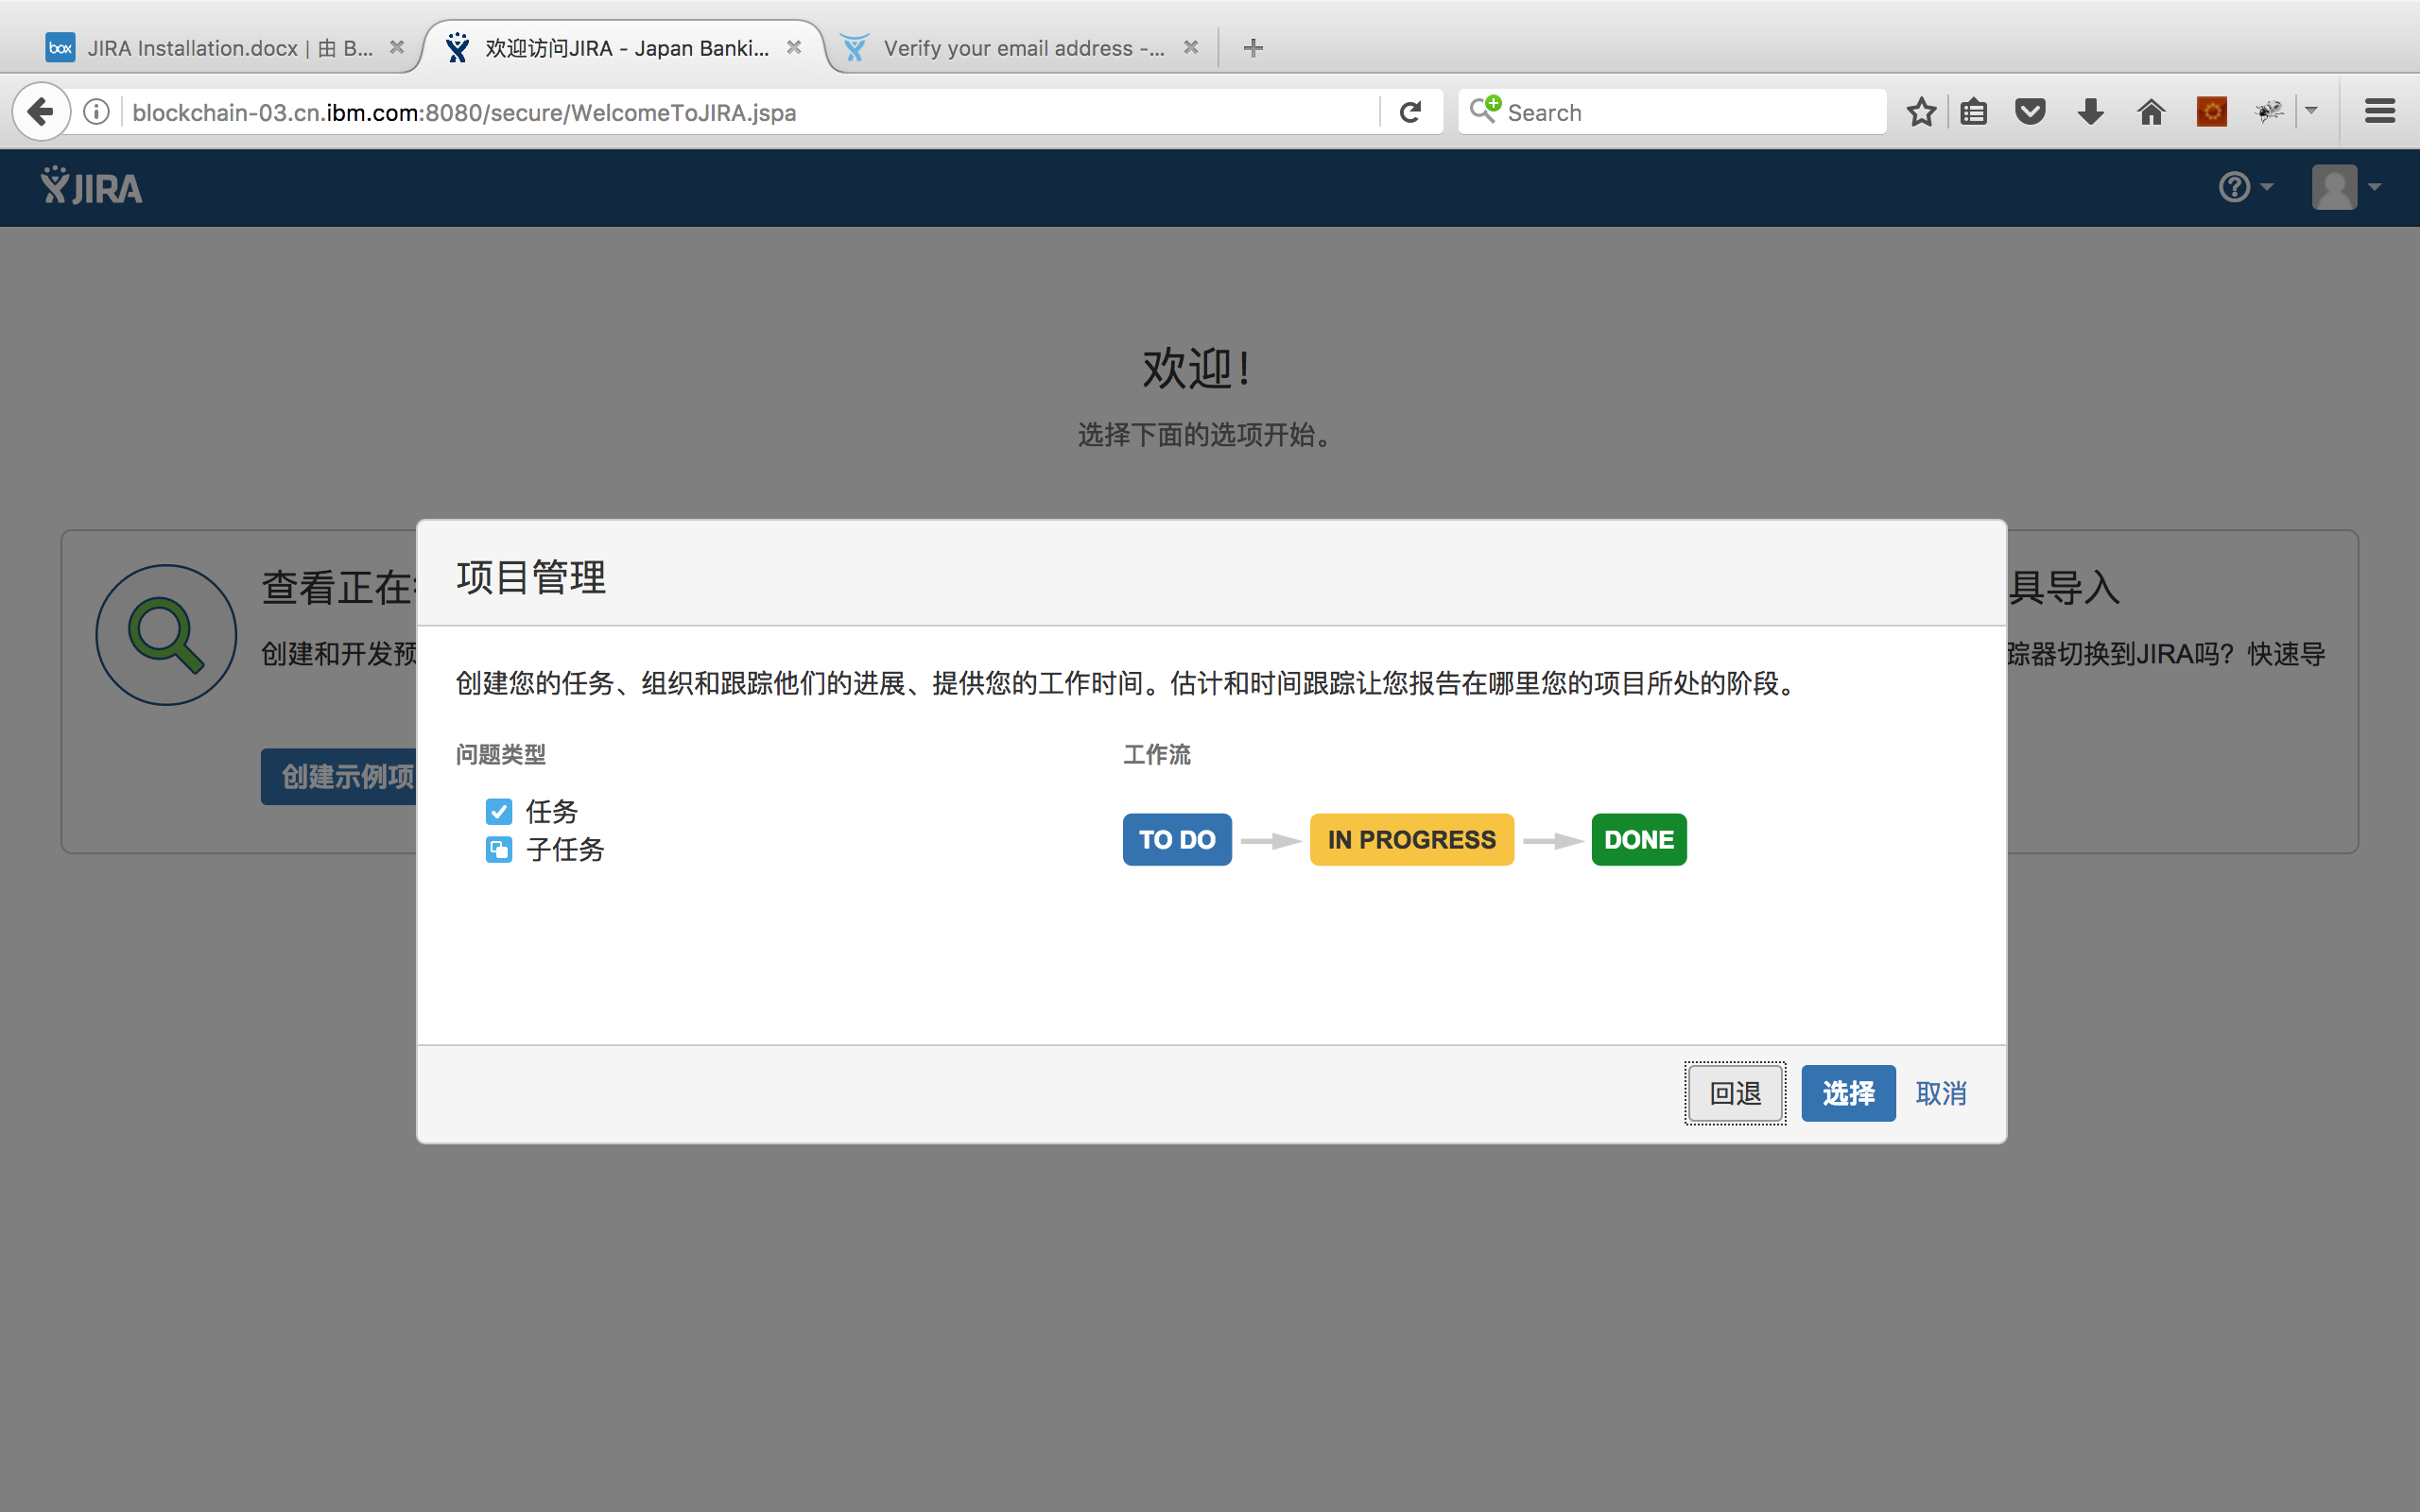 JIRA Installation.docx | 由 B...
欢迎访问JIRA - Japan Banki...
Verify your email address -...
blockchain-03.cn.ibm.com:8080/secure/WelcomeToJIRA.jspa
Search
JIRA
欢迎！
选择下面的选项开始。
查看正在
创建和开发预
创建示例项
具导入
踪器切换到JIRA吗？快速导
项目管理
创建您的任务、组织和跟踪他们的进展、提供您的工作时间。估计和时间跟踪让您报告在哪里您的项目所处的阶段。
问题类型
任务
子任务
工作流
TO DO
IN PROGRESS
DONE
回退
选择
取消